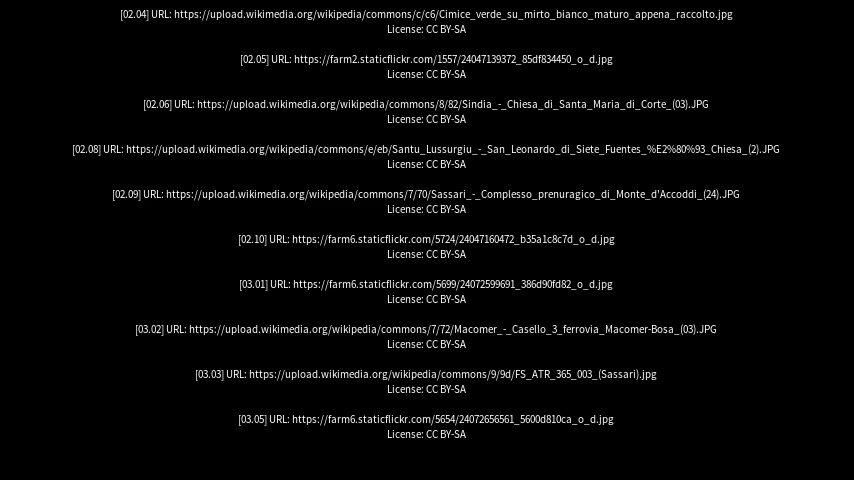 [02.04] URL: https://upload.wikimedia.org/wikipedia/commons/c/c6/Cimice_verde_su_mirto_bianco_maturo_appena_raccolto.jpg
License: CC BY-SA
[02.05] URL: https://farm2.staticflickr.com/1557/24047139372_85df834450_o_d.jpg
License: CC BY-SA
[02.06] URL: https://upload.wikimedia.org/wikipedia/commons/8/82/Sindia_-_Chiesa_di_Santa_Maria_di_Corte_(03).JPG
License: CC BY-SA
[02.08] URL: https://upload.wikimedia.org/wikipedia/commons/e/eb/Santu_Lussurgiu_-_San_Leonardo_di_Siete_Fuentes_%E2%80%93_Chiesa_(2).JPG
License: CC BY-SA
[02.09] URL: https://upload.wikimedia.org/wikipedia/commons/7/70/Sassari_-_Complesso_prenuragico_di_Monte_d'Accoddi_(24).JPG
License: CC BY-SA
[02.10] URL: https://farm6.staticflickr.com/5724/24047160472_b35a1c8c7d_o_d.jpg
License: CC BY-SA
[03.01] URL: https://farm6.staticflickr.com/5699/24072599691_386d90fd82_o_d.jpg
License: CC BY-SA
[03.02] URL: https://upload.wikimedia.org/wikipedia/commons/7/72/Macomer_-_Casello_3_ferrovia_Macomer-Bosa_(03).JPG
License: CC BY-SA
[03.03] URL: https://upload.wikimedia.org/wikipedia/commons/9/9d/FS_ATR_365_003_(Sassari).jpg
License: CC BY-SA
[03.05] URL: https://farm6.staticflickr.com/5654/24072656561_5600d810ca_o_d.jpg
License: CC BY-SA